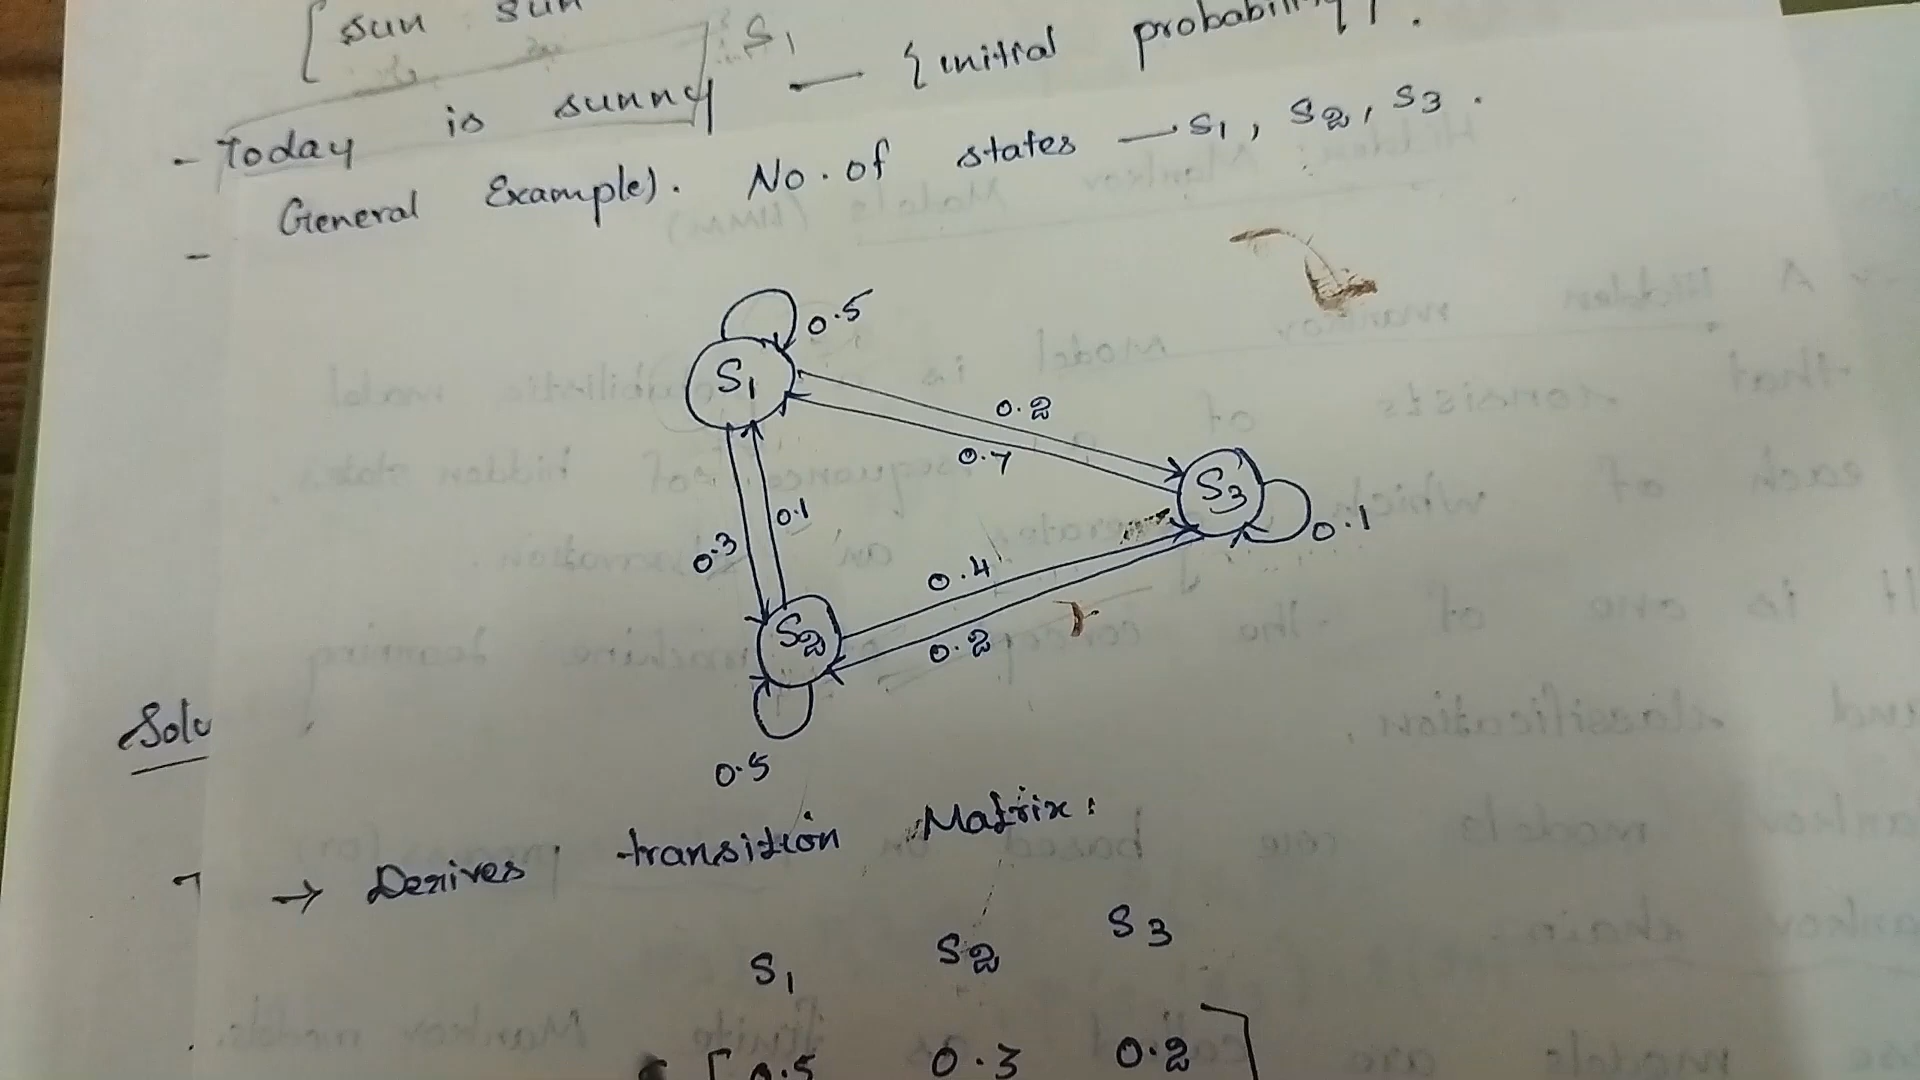 [sun sun
- Today is sunny — {initial probability}.
- General Example). No. of states — S1, S2, S3.
0.5
S1
0.2
0.7
S3
0.1
0.1
0.3
0.4
S2
0.2
Solu
0.5
→ Derives transition Matrix:
S1 S2 S3
[0.5 0.3 0.2]